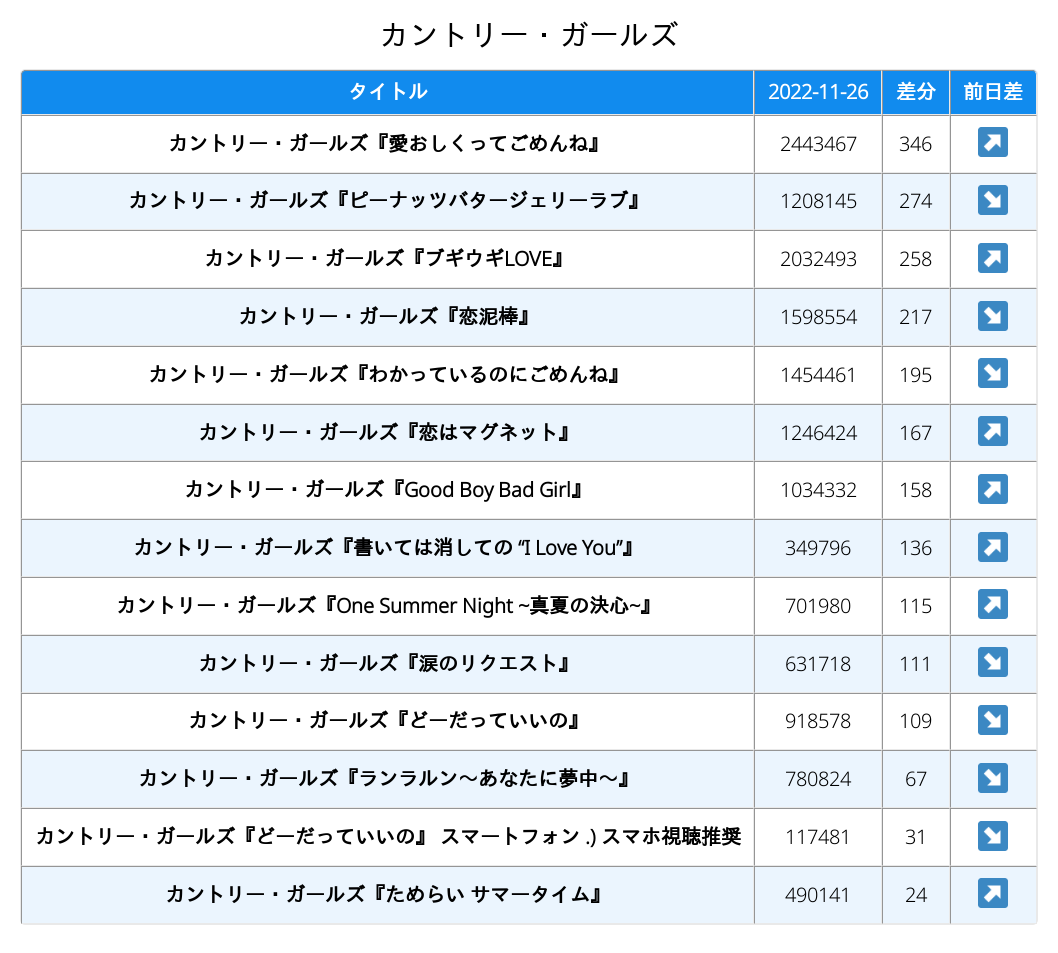 カントリー・ガールズ
タイトル 2022-11-26 差分 前日差
カントリー・ガールズ『愛おしくってごめんね』 2443467 346 ↗
カントリー・ガールズ『ピーナッツバタージェリーラブ』 1208145 274 ↘
カントリー・ガールズ『ブギウギLOVE』 2032493 258 ↗
カントリー・ガールズ『恋泥棒』 1598554 217 ↘
カントリー・ガールズ『わかっているのにごめんね』 1454461 195 ↘
カントリー・ガールズ『恋はマグネット』 1246424 167 ↗
カントリー・ガールズ『Good Boy Bad Girl』 1034332 158 ↗
カントリー・ガールズ『書いては消しての “I Love You”』 349796 136 ↗
カントリー・ガールズ『One Summer Night ~真夏の決心~』 701980 115 ↗
カントリー・ガールズ『涙のリクエスト』 631718 111 ↘
カントリー・ガールズ『どーだっていいの』 918578 109 ↘
カントリー・ガールズ『ランラルン～あなたに夢中～』 780824 67 ↘
カントリー・ガールズ『どーだっていいの』 スマートフォン .) スマホ視聴推奨 117481 31 ↘
カントリー・ガールズ『ためらい サマータイム』 490141 24 ↗